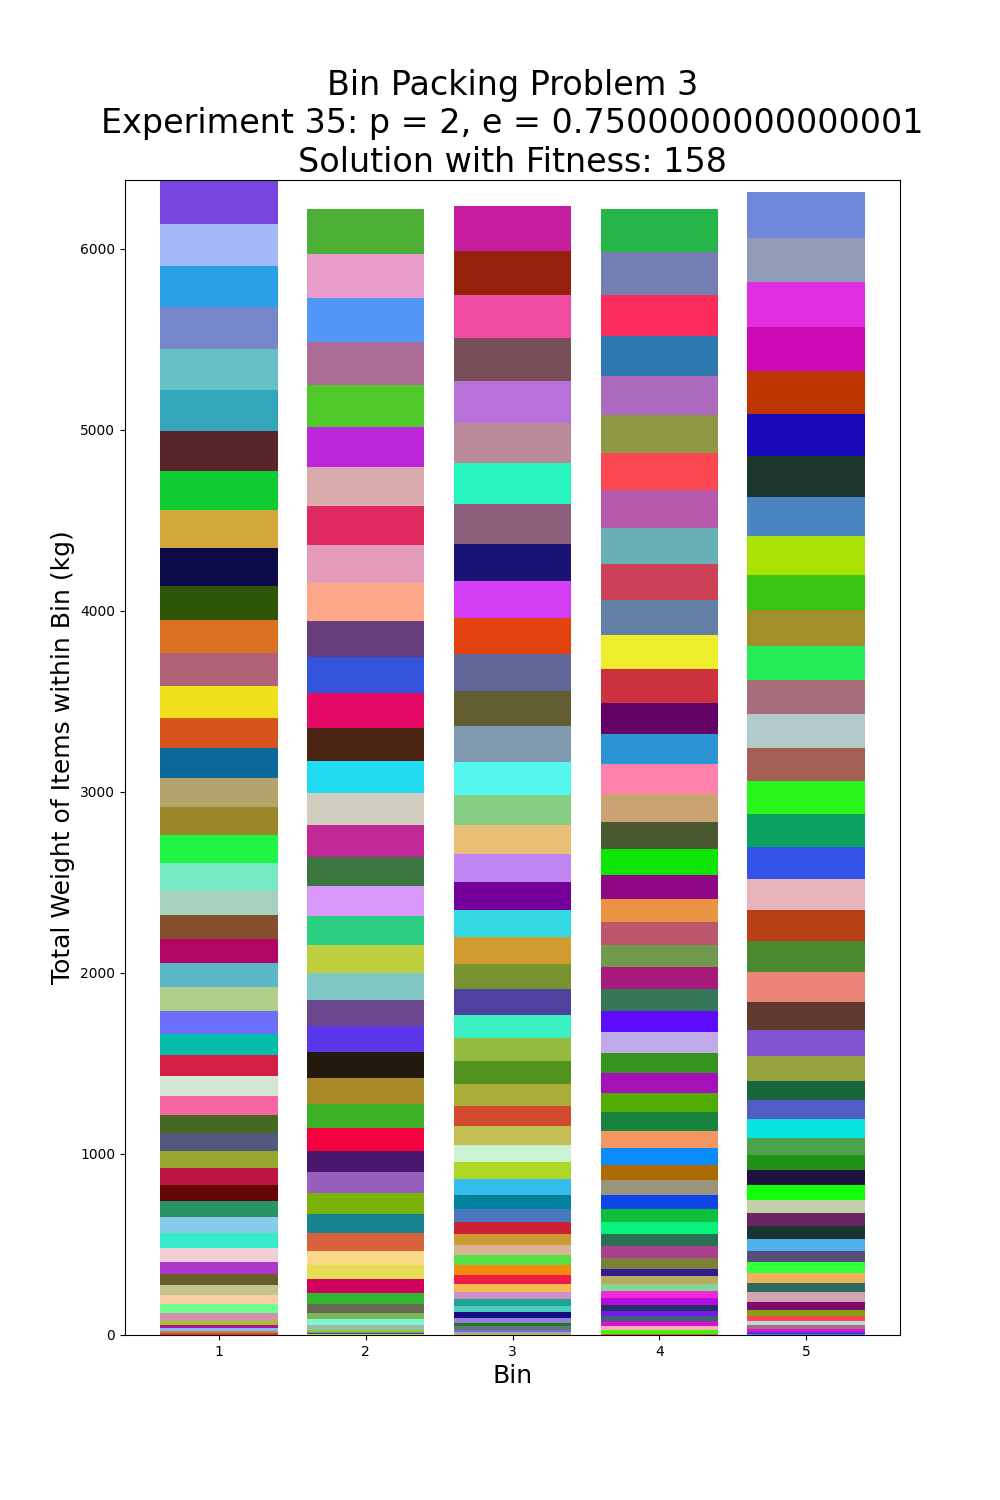 Bin Packing Problem 3
Experiment 35: p = 2, e = 0.7500000000000001
Solution with Fitness: 158
Total Weight of Items within Bin (kg)
6000
5000
4000
3000
2000
1000
0
1 2 3 4 5
Bin